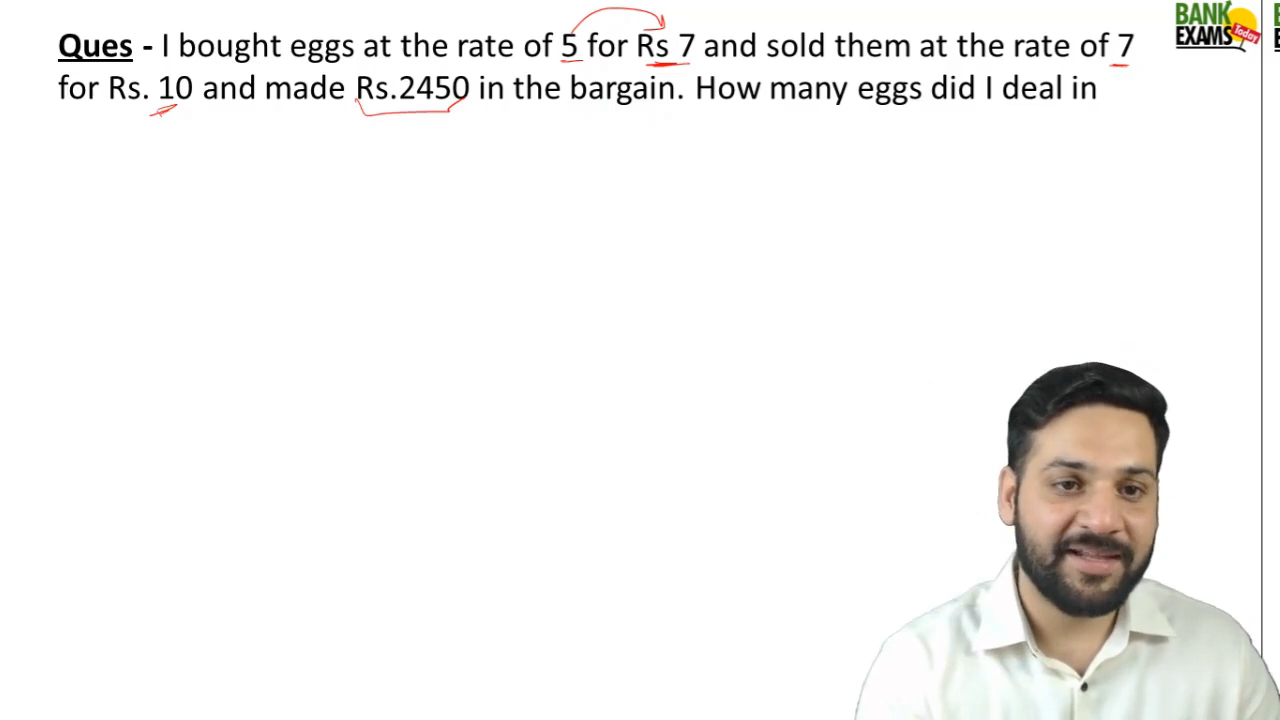 Ques - I bought eggs at the rate of 5 for Rs 7 and sold them at the rate of 7
for Rs. 10 and made Rs.2450 in the bargain. How many eggs did I deal in
BANK
EXAMS
Today